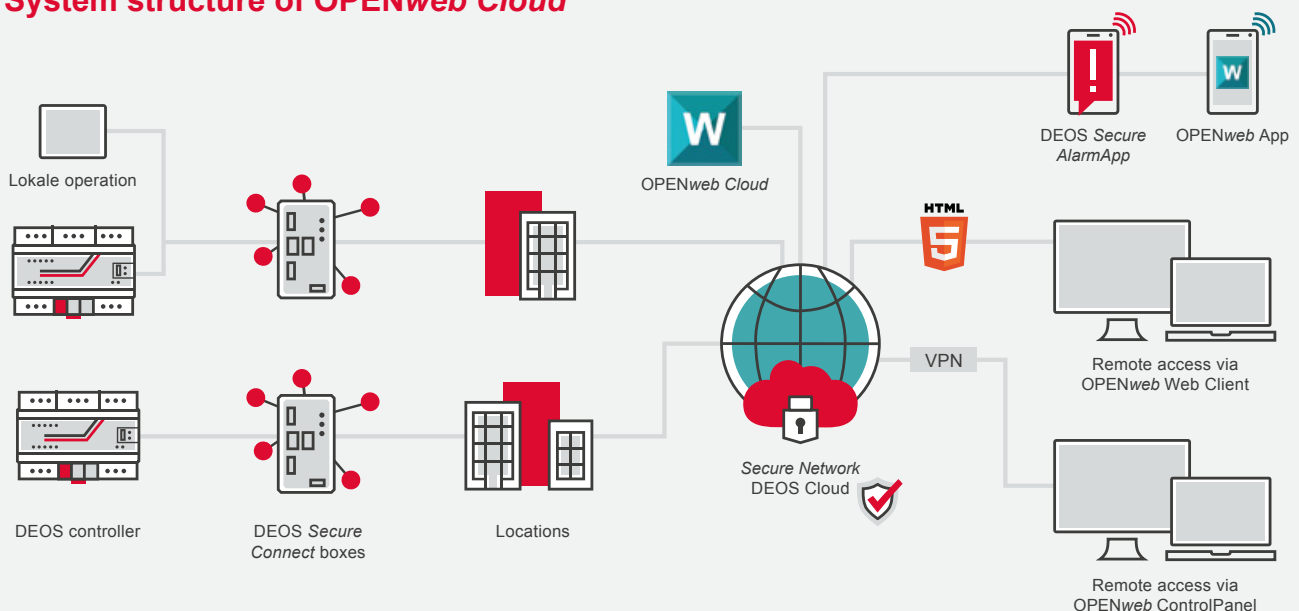 System structure of OPENweb Cloud
Lokale operation
W
OPENweb Cloud
W
DEOS Secure
AlarmApp
OPENweb App
HTML
5
Remote access via
OPENweb Web Client
VPN
Secure Network
DEOS Cloud
DEOS controller
DEOS Secure
Connect boxes
Locations
Remote access via
OPENweb ControlPanel